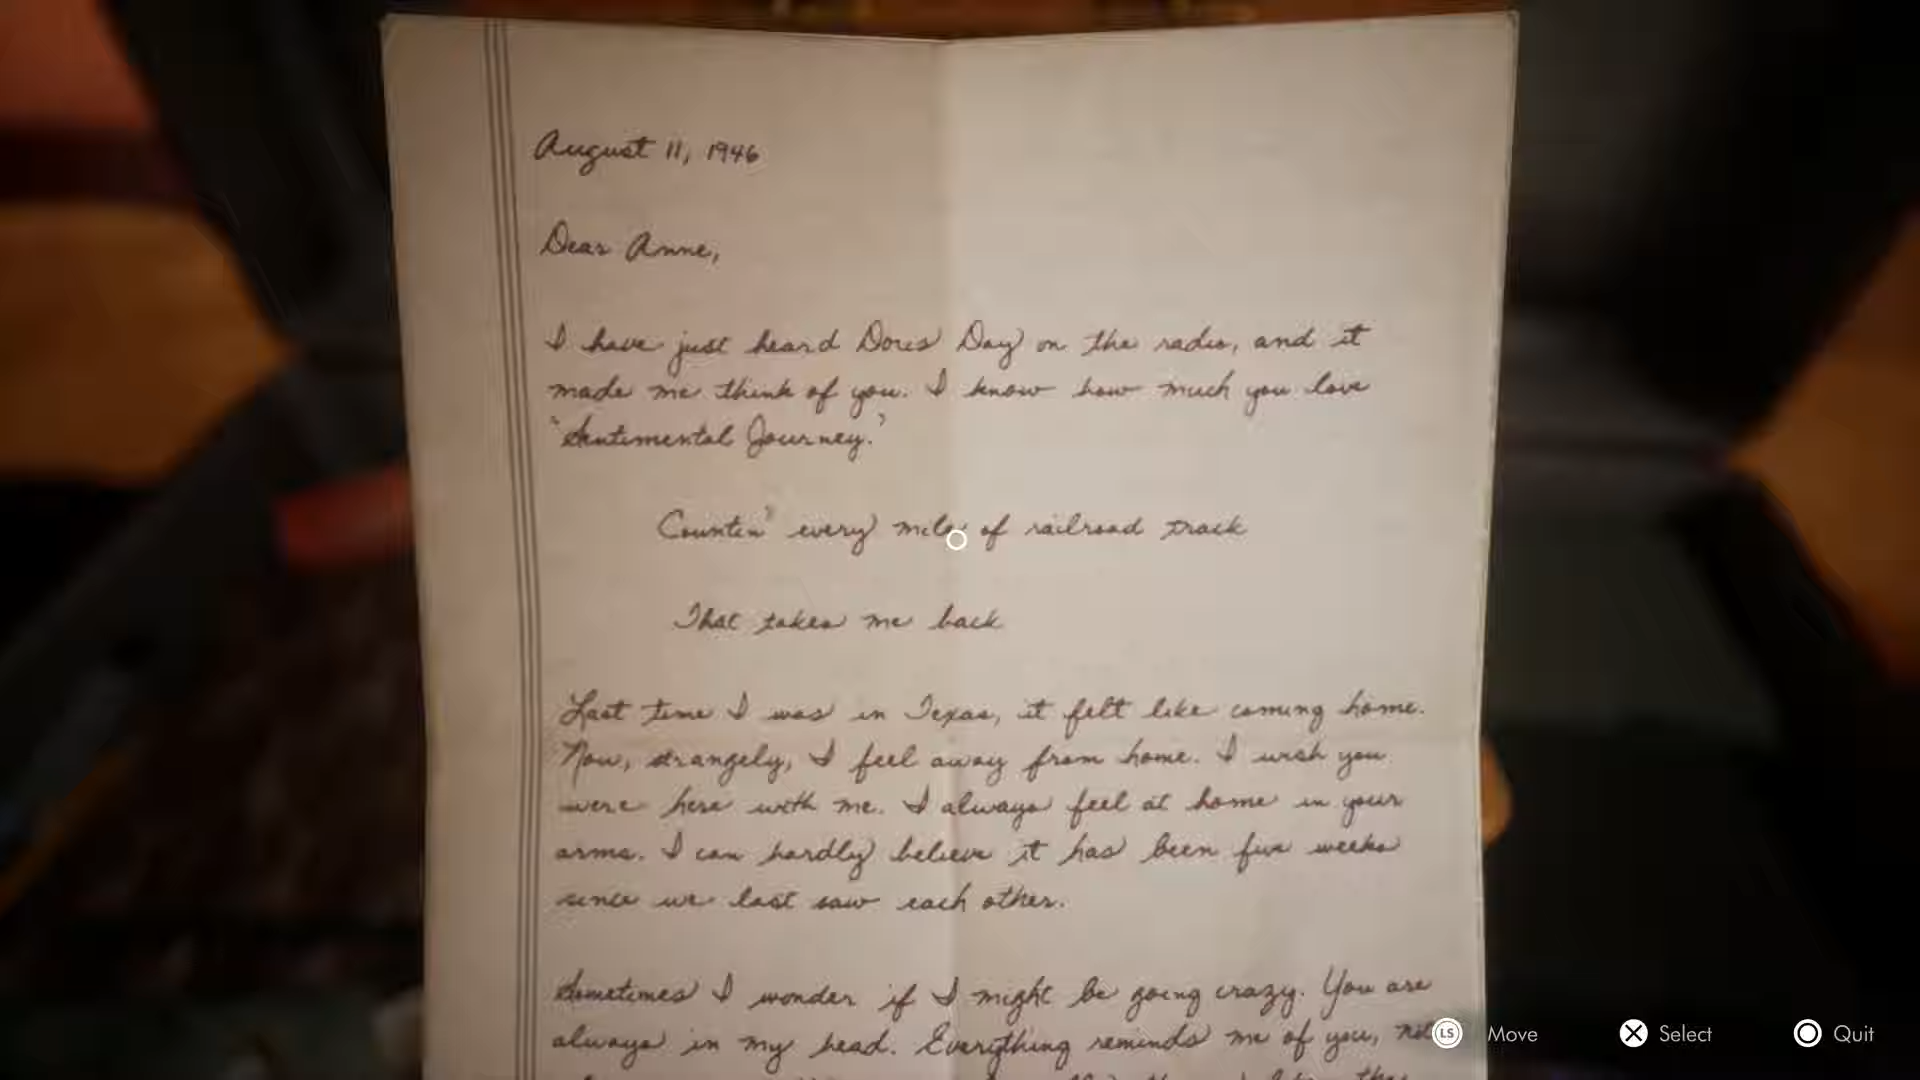 August 11, 1946
Dear Anne,
I have just heard Doris Day on the radio, and it
made me think of you. I know how much you love
"Sentimental Journey."
Countin' every mile of railroad track
That takes me back
Last time I was in Texas, it felt like coming home.
Now, strangely, I feel away from home. I wish you
were here with me. I always feel at home in your
arms. I can hardly believe it has been five weeks
since we last saw each other.
Sometimes I wonder if I might be going crazy. You are
always in my head. Everything reminds me of you, not
LS Move Select Quit